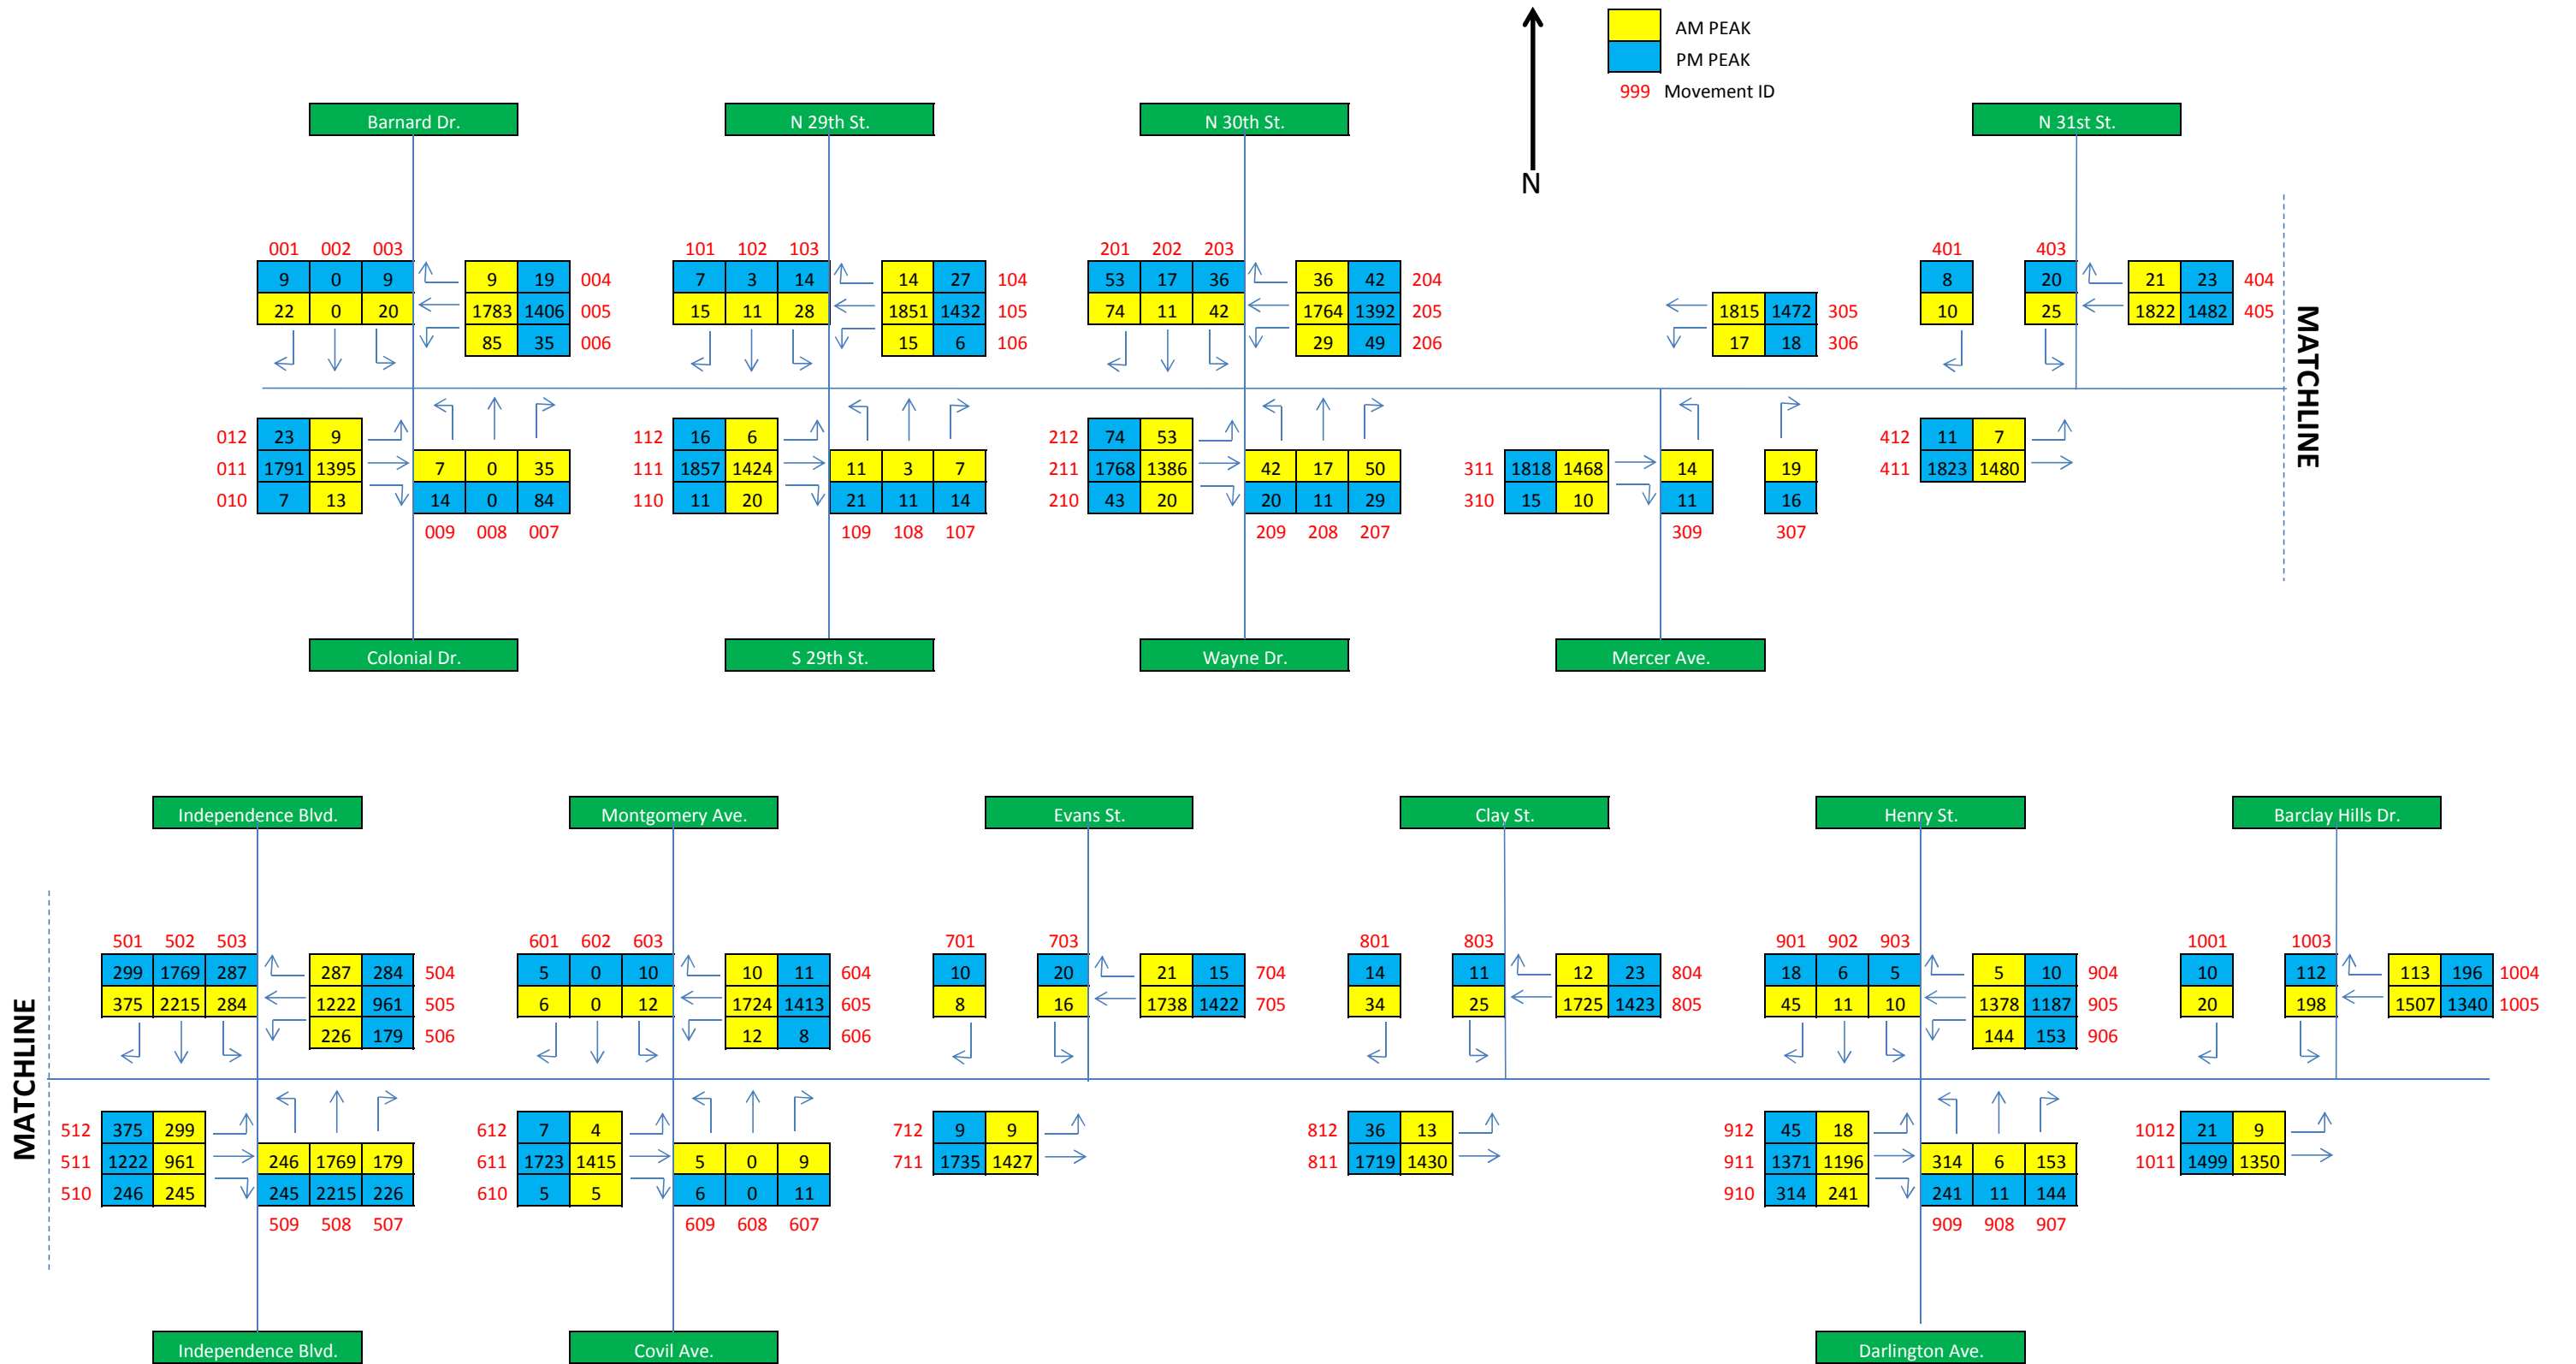 AM PEAK
PM PEAK
999 Movement ID
N
Barnard Dr. N 29th St. N 30th St. N 31st St.
001 002 003 101 102 103 201 202 203 401 403
9 0 9 9 19 004 7 3 14 14 27 104 53 17 36 36 42 204 8 20 21 23 404
22 0 20 1783 1406 005 15 11 28 1851 1432 105 74 11 42 1764 1392 205 1815 1472 305 10 25 1822 1482 405
85 35 006 15 6 106 29 49 206 17 18 306
MATCHLINE
012 23 9 112 16 6 212 74 53 412 11 7
011 1791 1395 7 0 35 111 1857 1424 11 3 7 211 1768 1386 42 17 50 311 1818 1468 14 19 411 1823 1480
010 7 13 14 0 84 110 11 20 21 11 14 210 43 20 20 11 29 310 15 10 11 16
009 008 007 109 108 107 209 208 207 309 307
Colonial Dr. S 29th St. Wayne Dr. Mercer Ave.
Independence Blvd. Montgomery Ave. Evans St. Clay St. Henry St. Barclay Hills Dr.
501 502 503 601 602 603 701 703 801 803 901 902 903 1001 1003
299 1769 287 287 284 504 5 0 10 10 11 604 10 20 21 15 704 14 11 12 23 804 18 6 5 5 10 904 10 112 113 196 1004
375 2215 284 1222 961 505 6 0 12 1724 1413 605 8 16 1738 1422 705 34 25 1725 1423 805 45 11 10 1378 1187 905 20 198 1507 1340 1005
226 179 506 12 8 606 144 153 906
MATCHLINE
512 375 299 612 7 4 712 9 9 812 36 13 912 45 18 1012 21 9
511 1222 961 246 1769 179 611 1723 1415 5 0 9 711 1735 1427 811 1719 1430 911 1371 1196 314 6 153 1011 1499 1350
510 246 245 245 2215 226 610 5 5 6 0 11 910 314 241 241 11 144
509 508 507 609 608 607 909 908 907
Independence Blvd. Covil Ave. Darlington Ave.